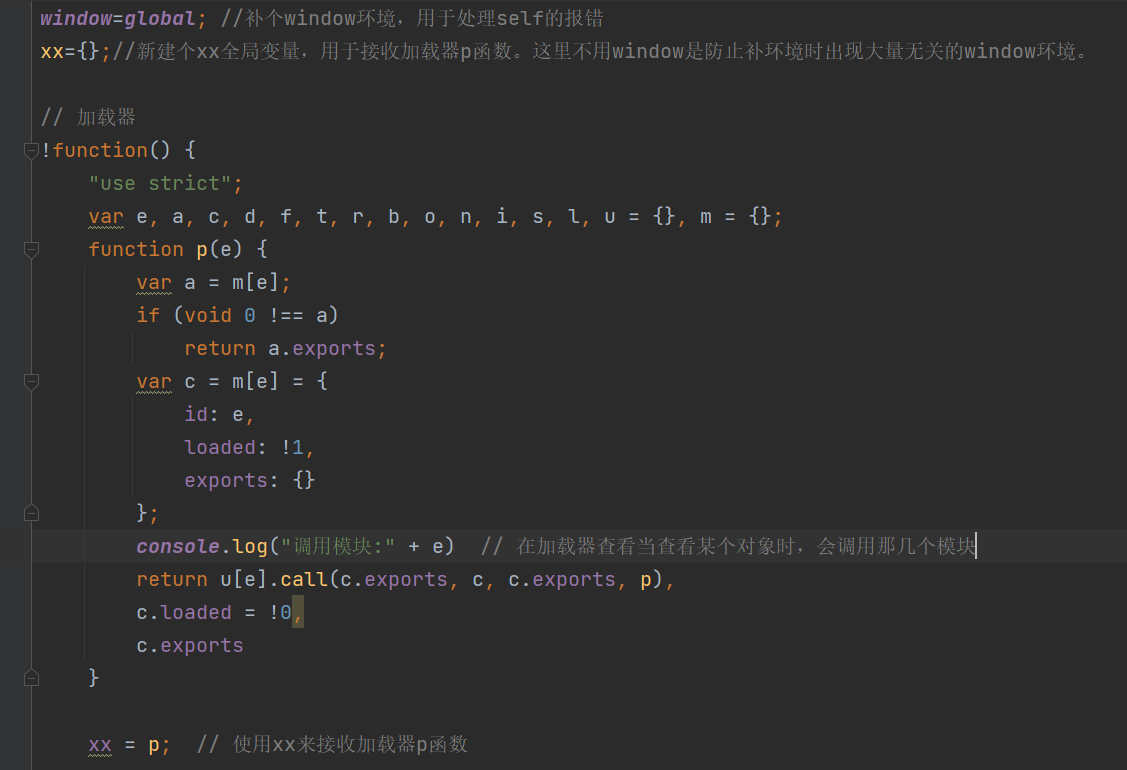 window=global; //补个window环境，用于处理self的报错
xx={};//新建个xx全局变量，用于接收加载器p函数。这里不用window是防止补环境时出现大量无关的window环境。
// 加载器
!function() {
"use strict";
var e, a, c, d, f, t, r, b, o, n, i, s, l, u = {}, m = {};
function p(e) {
var a = m[e];
if (void 0 !== a)
return a.exports;
var c = m[e] = {
id: e,
loaded: !1,
exports: {}
};
console.log("调用模块:" + e)  // 在加载器查看当查看某个对象时，会调用那几个模块
return u[e].call(c.exports, c, c.exports, p),
c.loaded = !0,
c.exports
}
xx = p;  // 使用xx来接收加载器p函数